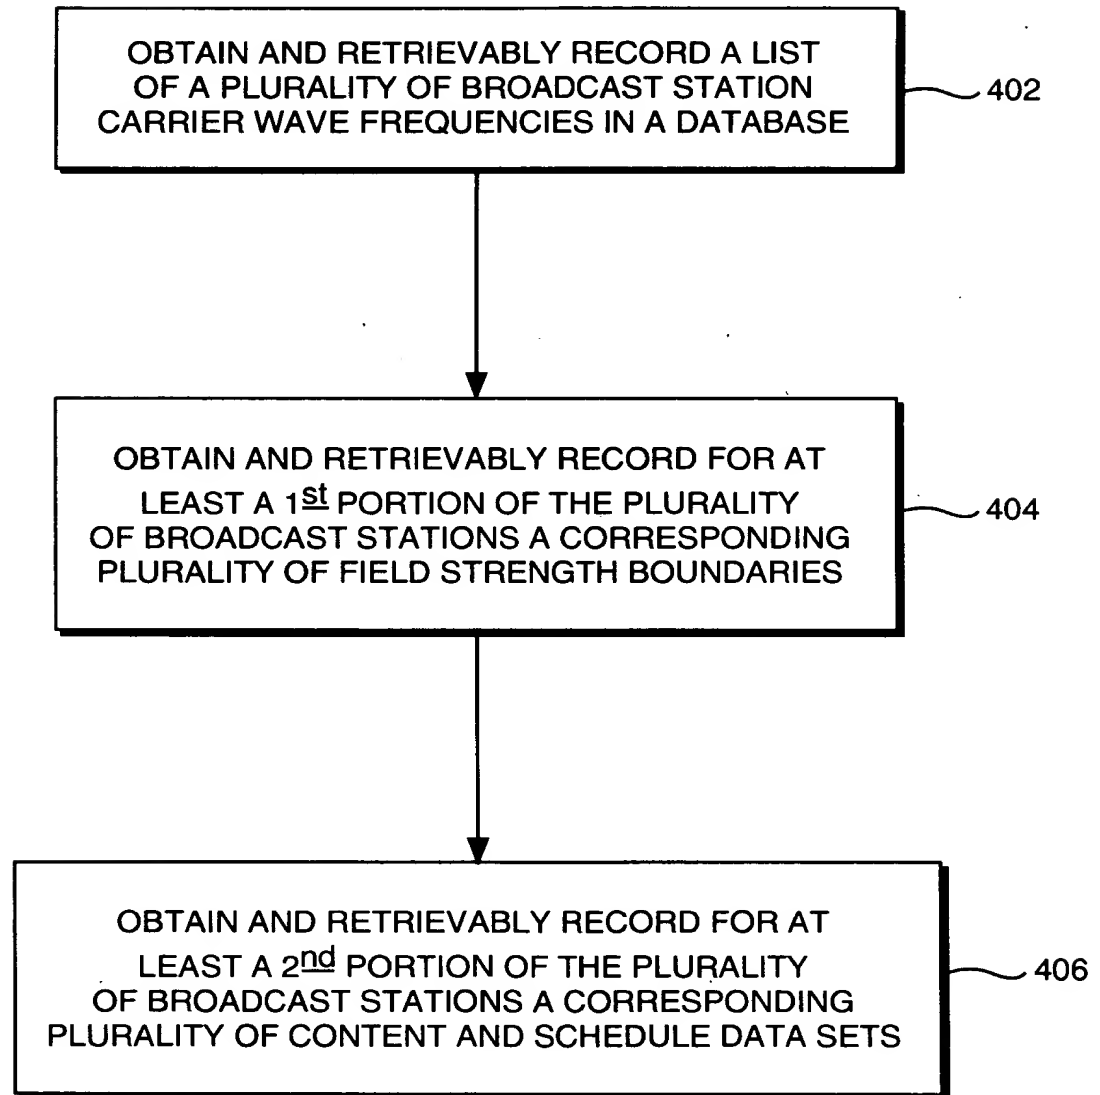 OBTAIN AND RETRIEVABLY RECORD A LIST
OF A PLURALITY OF BROADCAST STATION
CARRIER WAVE FREQUENCIES IN A DATABASE
402
OBTAIN AND RETRIEVABLY RECORD FOR AT
LEAST A 1st PORTION OF THE PLURALITY
OF BROADCAST STATIONS A CORRESPONDING
PLURALITY OF FIELD STRENGTH BOUNDARIES
404
OBTAIN AND RETRIEVABLY RECORD FOR AT
LEAST A 2nd PORTION OF THE PLURALITY
OF BROADCAST STATIONS A CORRESPONDING
PLURALITY OF CONTENT AND SCHEDULE DATA SETS
406